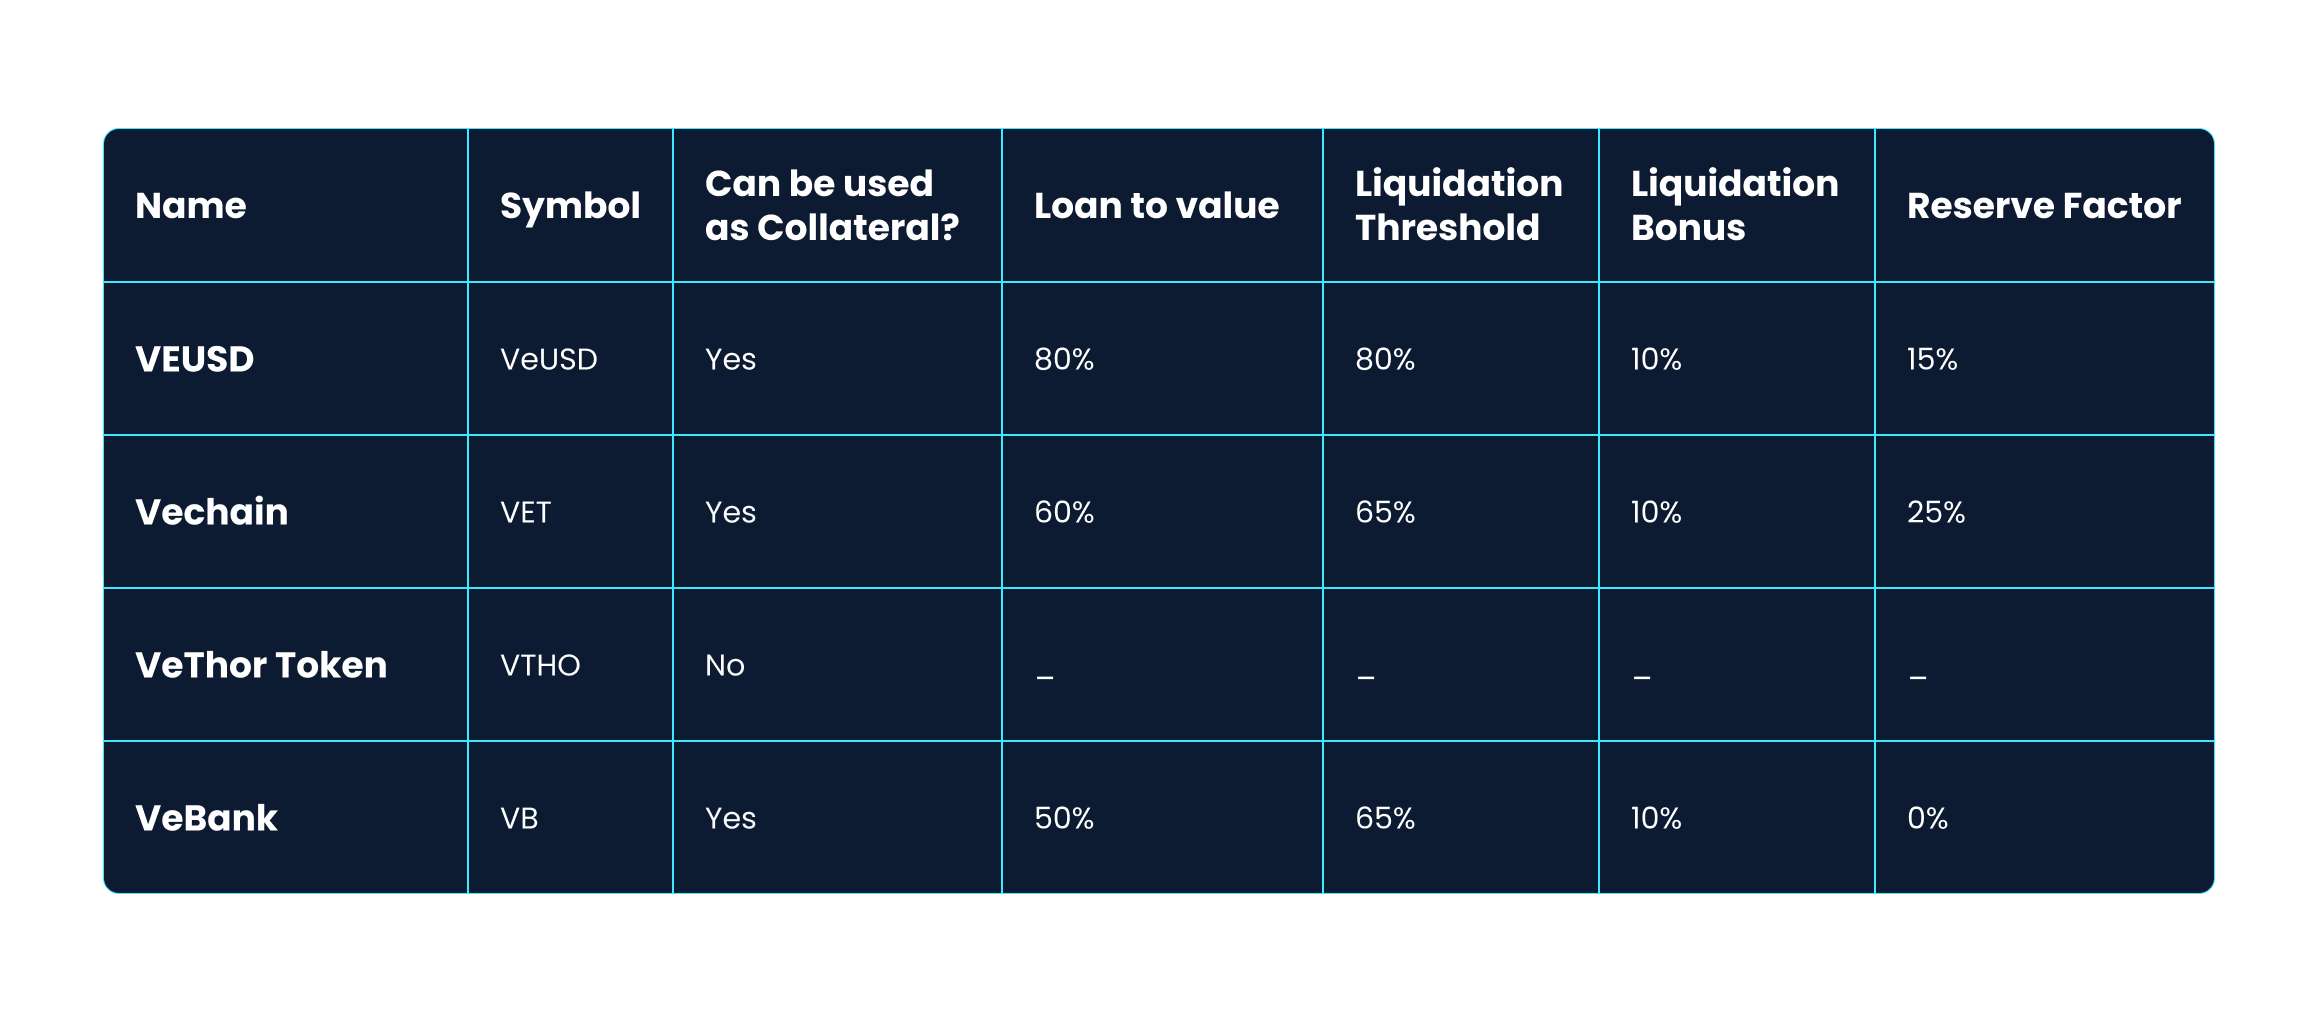 Name Symbol Can be used as Collateral? Loan to value Liquidation Threshold Liquidation Bonus Reserve Factor
VEUSD VeUSD Yes 80% 80% 10% 15%
Vechain VET Yes 60% 65% 10% 25%
VeThor Token VTHO No – – – –
VeBank VB Yes 50% 65% 10% 0%